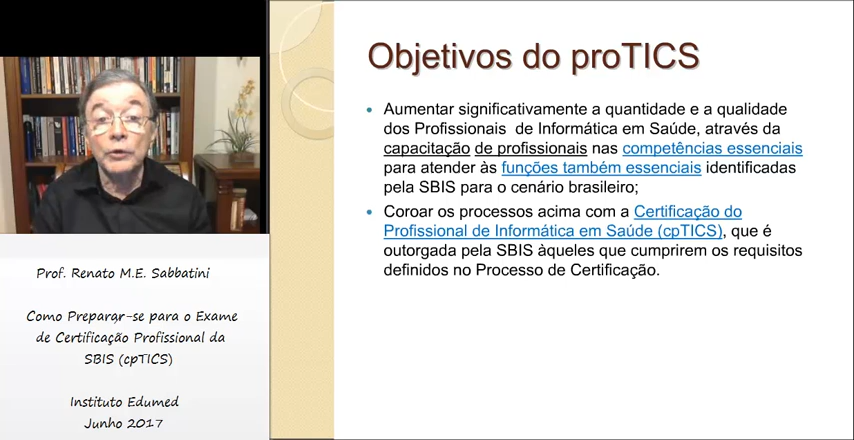 Objetivos do proTICS
Aumentar significativamente a quantidade e a qualidade
dos Profissionais de Informática em Saúde, através da
capacitação de profissionais nas competências essenciais
para atender às funções também essenciais identificadas
pela SBIS para o cenário brasileiro;
Coroar os processos acima com a Certificação do
Profissional de Informática em Saúde (cpTICS), que é
outorgada pela SBIS àqueles que cumprirem os requisitos
definidos no Processo de Certificação.
Prof. Renato M.E. Sabbatini
Como Preparar-se para o Exame
de Certificação Profissional da
SBIS (cpTICS)
Instituto Edumed
Junho 2017